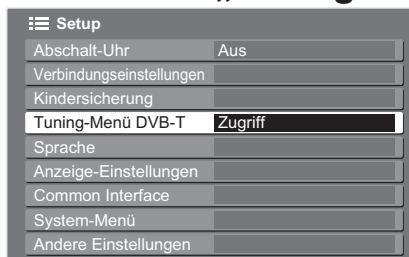 Setup
Abschalt-Uhr Aus
Verbindungseinstellungen
Kindersicherung
Tuning-Menü DVB-T Zugriff
Sprache
Anzeige-Einstellungen
Common Interface
System-Menü
Andere Einstellungen